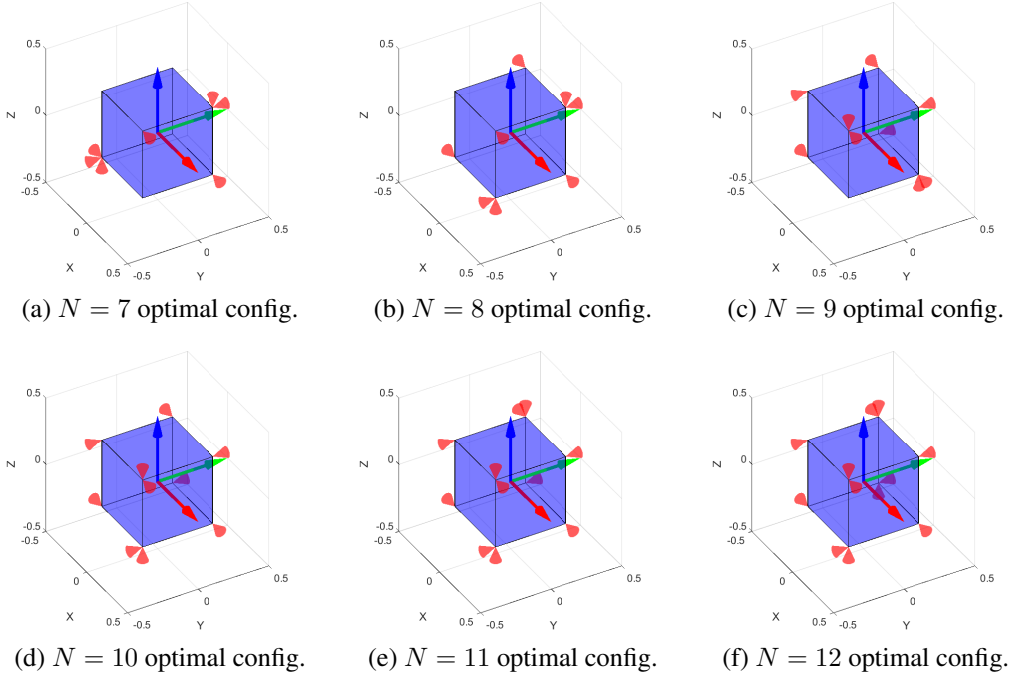 0.5
0.5
0.5
Z
0
Z
0
Z
0
-0.5
-0.5
-0.5
-0.5
-0.5
-0.5
0.5
0.5
0.5
0
0
0
X
0
X
0
X
0
Y
Y
Y
0.5 -0.5
0.5 -0.5
0.5 -0.5
(a) N = 7 optimal config.
(b) N = 8 optimal config.
(c) N = 9 optimal config.
0.5
0.5
0.5
Z
0
Z
0
Z
0
-0.5
-0.5
-0.5
-0.5
-0.5
-0.5
0.5
0.5
0.5
0
0
0
X
0
X
0
X
0
Y
Y
Y
0.5 -0.5
0.5 -0.5
0.5 -0.5
(d) N = 10 optimal config.
(e) N = 11 optimal config.
(f) N = 12 optimal config.